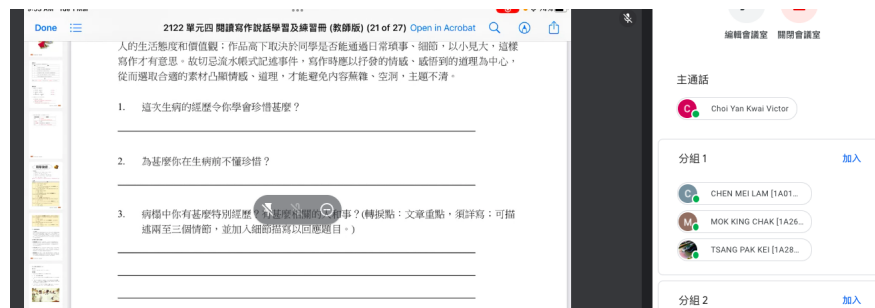 Done
2122 單元四 閱讀寫作說話學習及練習冊 (教師版) (21 of 27)
Open in Acrobat
人的生活態度和價值觀；作品高下取決於同學是否能通過日常瑣事、細節，以小見大，這樣
寫作才有意思。故切忌流水帳式記述事件，寫作時應以抒發的情感、感悟到的道理為中心，
從而選取合適的素材凸顯情感、道理，才能避免內容蕪雜、空洞，主題不清。
1. 這次生病的經歷令你學會珍惜甚麼？
2. 為甚麼你在生病前不懂珍惜？
3. 病榻中你有甚麼特別經歷？有甚麼相關的
事？(轉捩點：文章重點，須詳寫；可描
述兩至三個情節，並加入細節描寫以回應題目。)
編輯會議室 關閉會議室
主通話
Choi Yan Kwai Victor
分組 1 加入
CHEN MEI LAM [1A01...
MOK KING CHAK [1A26...
TSANG PAK KEI [1A28...
分組 2 加入